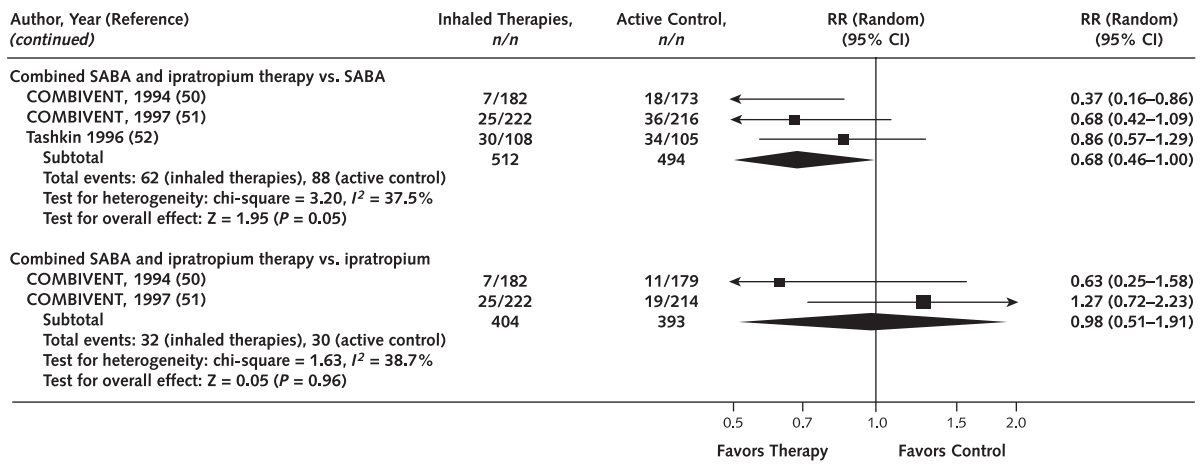 Author, Year (Reference) Inhaled Therapies, Active Control, RR (Random) RR (Random)
(continued) n/n n/n (95% CI) (95% CI)
Combined SABA and ipratropium therapy vs. SABA
COMBIVENT, 1994 (50) 7/182 18/173 0.37 (0.16–0.86)
COMBIVENT, 1997 (51) 25/222 36/216 0.68 (0.42–1.09)
Tashkin 1996 (52) 30/108 34/105 0.86 (0.57–1.29)
Subtotal 512 494 0.68 (0.46–1.00)
Total events: 62 (inhaled therapies), 88 (active control)
Test for heterogeneity: chi-square = 3.20, I² = 37.5%
Test for overall effect: Z = 1.95 (P = 0.05)
Combined SABA and ipratropium therapy vs. ipratropium
COMBIVENT, 1994 (50) 7/182 11/179 0.63 (0.25–1.58)
COMBIVENT, 1997 (51) 25/222 19/214 1.27 (0.72–2.23)
Subtotal 404 393 0.98 (0.51–1.91)
Total events: 32 (inhaled therapies), 30 (active control)
Test for heterogeneity: chi-square = 1.63, I² = 38.7%
Test for overall effect: Z = 0.05 (P = 0.96)
0.5 0.7 1.0 1.5 2.0
Favors Therapy Favors Control